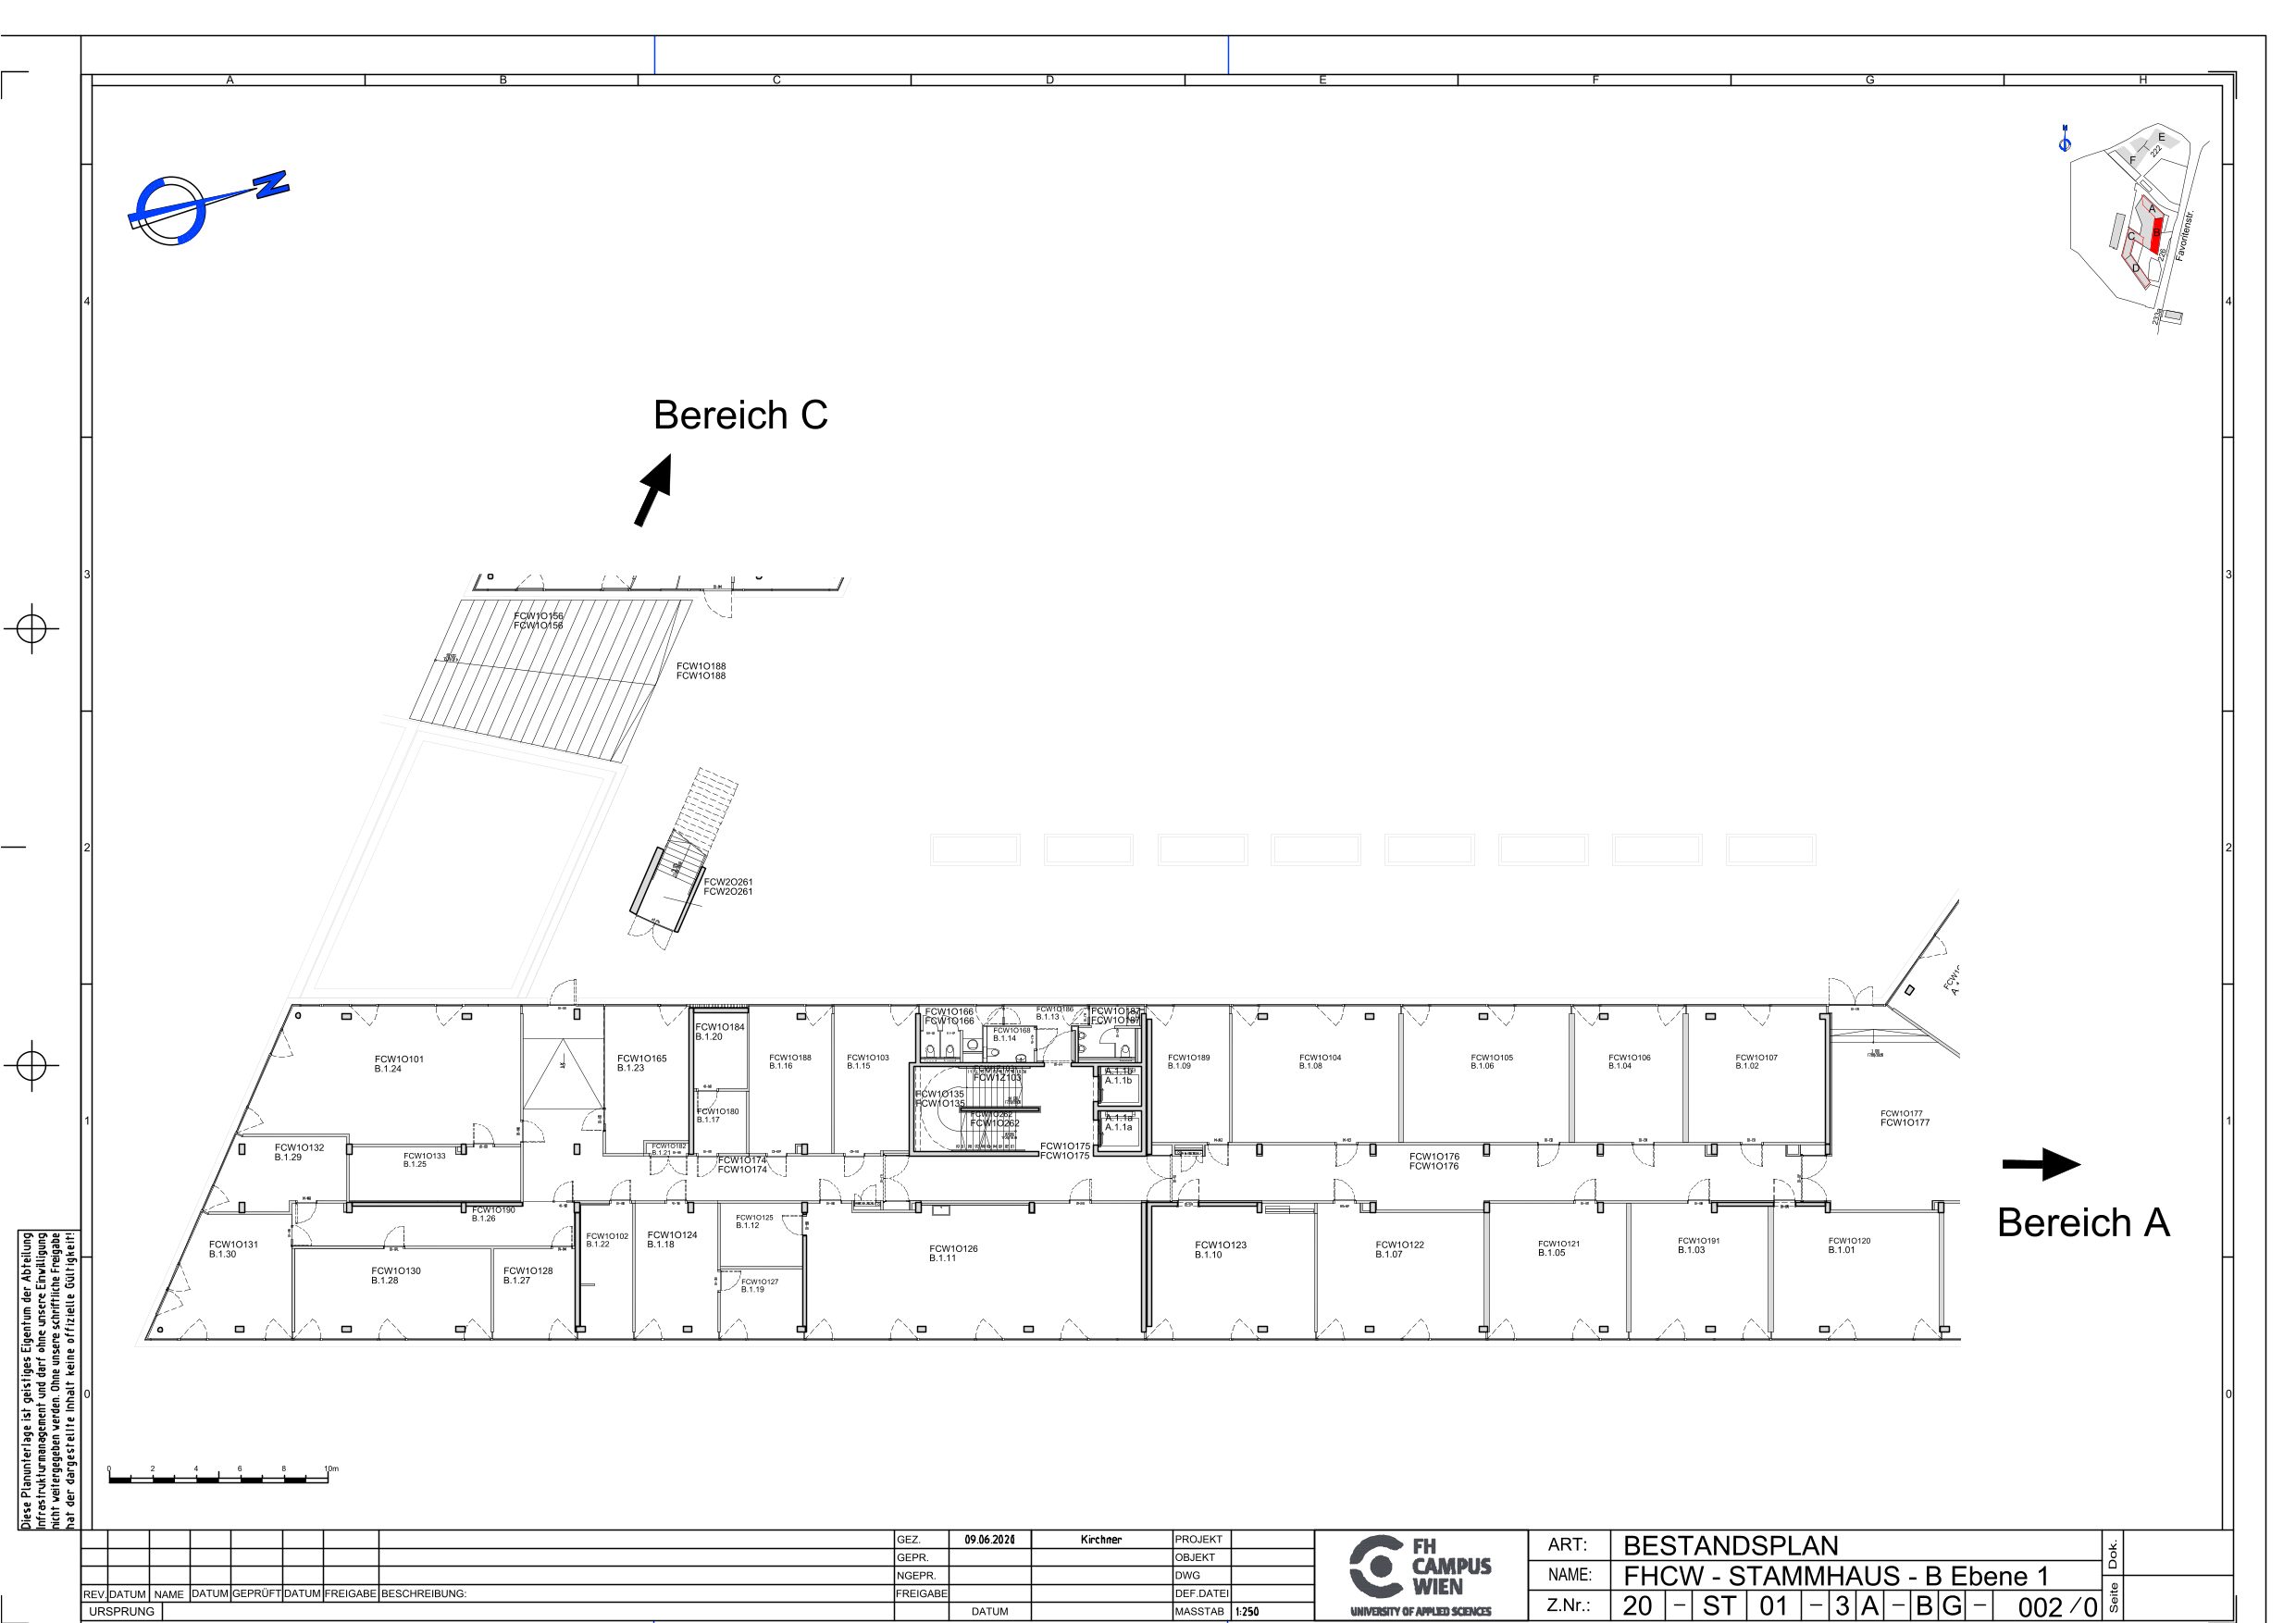 A B C D E F G H
4
4
3
3
2
2
1
1
0
0
N
N
E
F
222
A
B
C
D
226
Favoritenstr.
233a
Bereich C
FCW1O156
FCW1O156
FCW1O188
FCW1O188
FCW2O261
FCW2O261
FCW1O101
B.1.24
FCW1O165
B.1.23
FCW1O184
B.1.20
FCW1O180
B.1.17
FCW1O182
B.1.21
FCW1O188
B.1.16
FCW1O103
B.1.15
FCW1O166
FCW1O166
FCW1O168
B.1.14
FCW1O186
B.1.13
FCW1O167
FCW1O167
FCW1Z103
FCW1O135
FCW1O135
FCW1O262
FCW1O262
A.1.1b
A.1.1b
A.1.1a
A.1.1a
FCW1O175
FCW1O175
FCW1O189
B.1.09
FCW1O104
B.1.08
FCW1O105
B.1.06
FCW1O106
B.1.04
FCW1O107
B.1.02
FCW1O177
FCW1O177
FCW1O132
B.1.29
FCW1O133
B.1.25
FCW1O174
FCW1O174
FCW1O176
FCW1O176
FCW1O131
B.1.30
FCW1O130
B.1.28
FCW1O190
B.1.26
FCW1O128
B.1.27
FCW1O102
B.1.22
FCW1O124
B.1.18
FCW1O125
B.1.12
FCW1O127
B.1.19
FCW1O126
B.1.11
FCW1O123
B.1.10
FCW1O122
B.1.07
FCW1O121
B.1.05
FCW1O191
B.1.03
FCW1O120
B.1.01
Bereich A
0 2 4 6 8 10m
Diese Planunterlage ist geistiges Eigentum der Abteilung
Infrastrukturmanagement und darf ohne unsere Einwilligung
nicht weitergegeben werden. Ohne unsere schriftliche Freigabe
hat der dargestellte Inhalt keine offizielle Gültigkeit!
REV. DATUM NAME DATUM GEPRÜFT DATUM FREIGABE BESCHREIBUNG:
URSPRUNG
GEZ. 09.06.2020 Kirchner
GEPR.
NGEPR.
FREIGABE
DATUM
PROJEKT
OBJEKT
DWG
DEF.DATEI
MASSTAB 1:250
FH
CAMPUS
WIEN
UNIVERSITY OF APPLIED SCIENCES
ART: BESTANDSPLAN
NAME: FHCW - STAMMHAUS - B Ebene 1
Z.Nr.: 20 - ST 01 - 3 A - B G - 002 / 0
Dok.
Seite